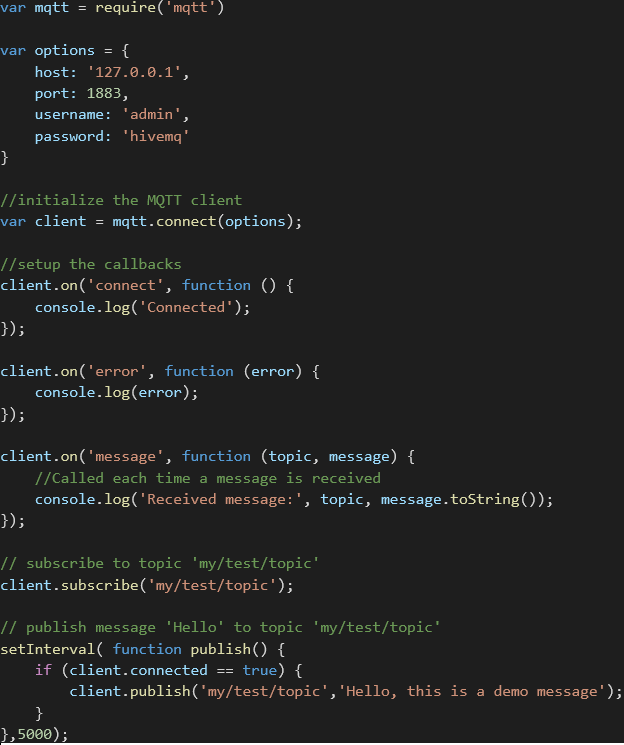 var mqtt = require('mqtt')

var options = {
    host: '127.0.0.1',
    port: 1883,
    username: 'admin',
    password: 'hivemq'
}

//initialize the MQTT client
var client = mqtt.connect(options);

//setup the callbacks
client.on('connect', function () {
    console.log('Connected');
});

client.on('error', function (error) {
    console.log(error);
});

client.on('message', function (topic, message) {
    //Called each time a message is received
    console.log('Received message:', topic, message.toString());
});

// subscribe to topic 'my/test/topic'
client.subscribe('my/test/topic');

// publish message 'Hello' to topic 'my/test/topic'
setInterval( function publish() {
    if (client.connected == true) {
        client.publish('my/test/topic','Hello, this is a demo message');
    }
},5000);